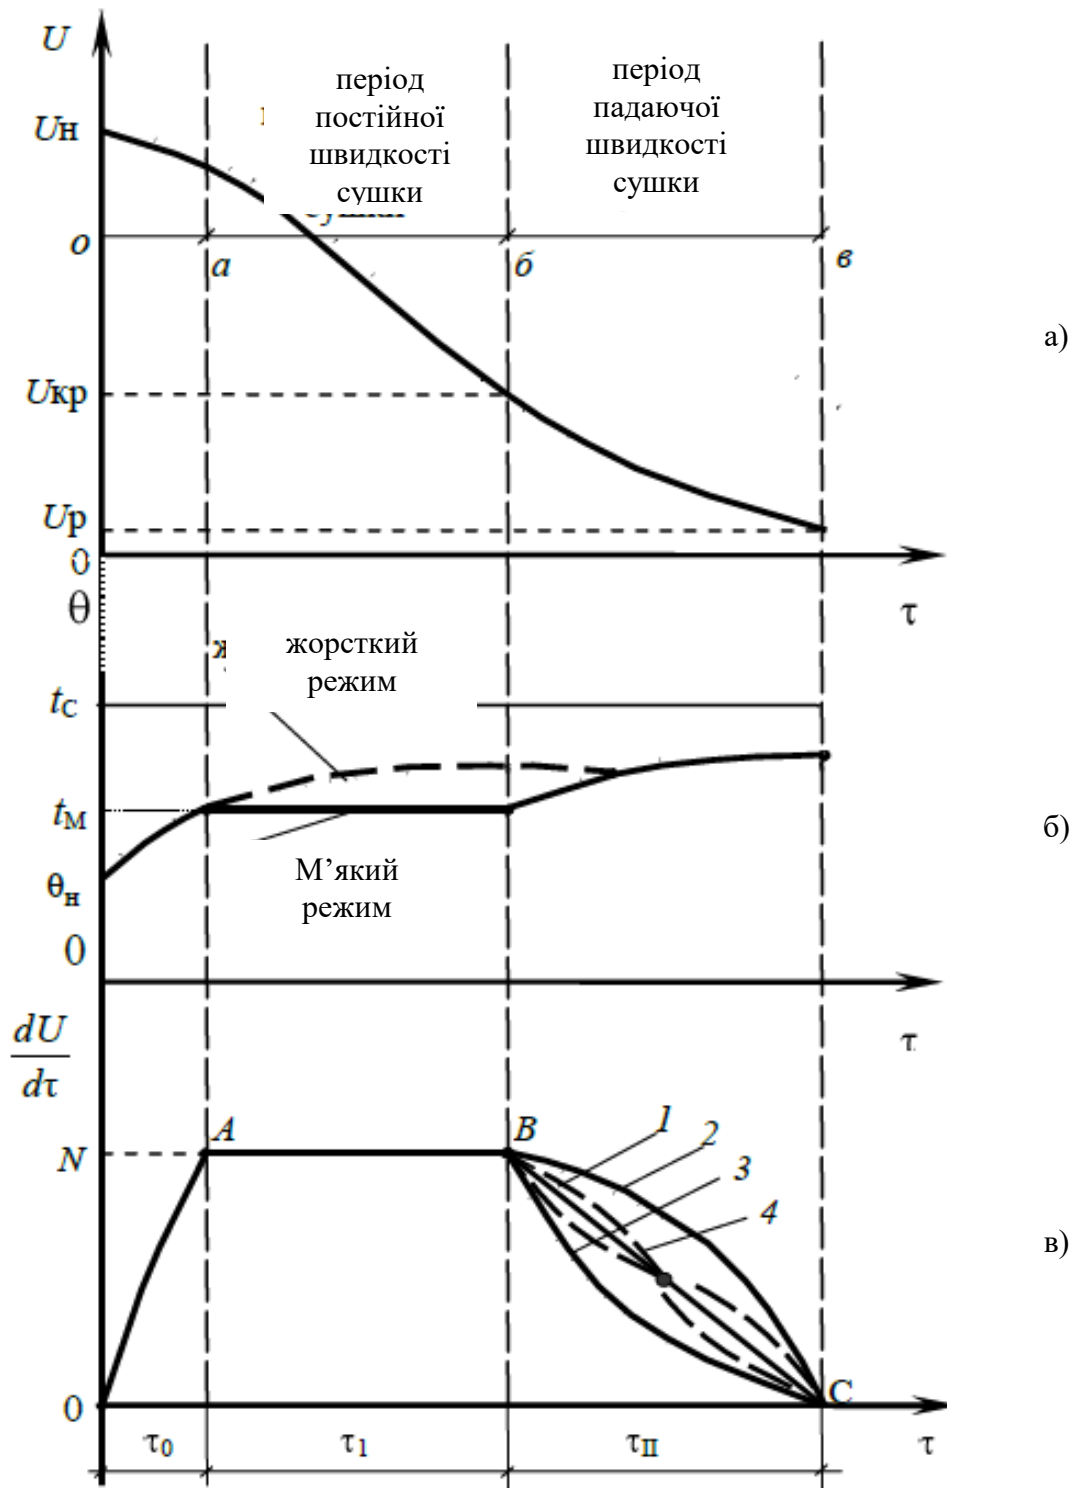 U
період
постійної
швидкості
сушки
період
падаючої
швидкості
сушки
Uн
o
а
б
в
а)
Uкр
Uр
0
τ
θ
жорсткий
режим
tС
tМ
б)
М’який
режим
θн
0
τ
dU
dτ
N
A
B
1
2
3
4
в)
0
C
τ0
τ1
τII
τ